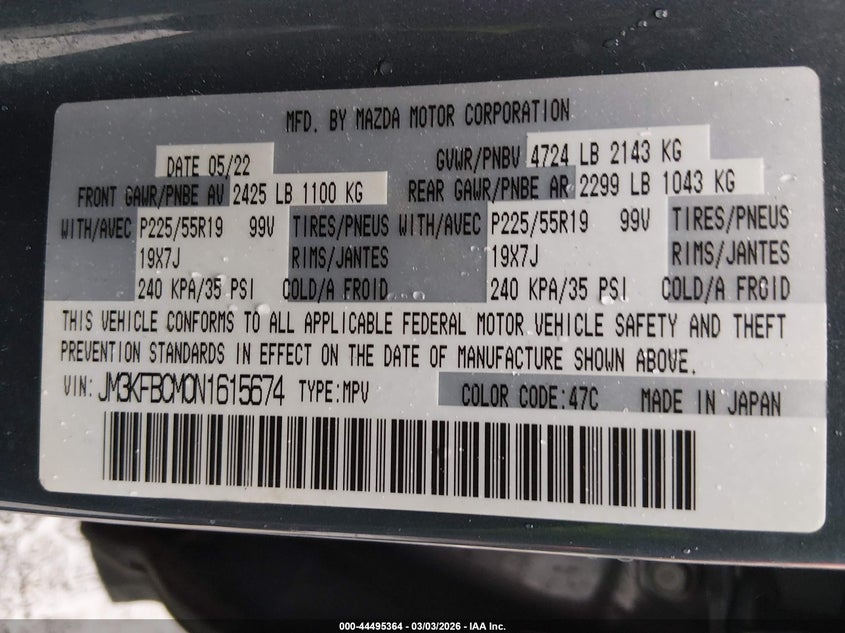 MFD. BY MAZDA MOTOR CORPORATION
DATE 05/22 GVWR/PNBV 4724 LB 2143 KG
FRONT GAWR/PNBE AV 2425 LB 1100 KG REAR GAWR/PNBE AR 2299 LB 1043 KG
WITH/AVEC P225/55R19 99V TIRES/PNEUS WITH/AVEC P225/55R19 99V TIRES/PNEUS
19X7J RIMS/JANTES 19X7J RIMS/JANTES
240 KPA/35 PSI COLD/A FROID 240 KPA/35 PSI COLD/A FROID
THIS VEHICLE CONFORMS TO ALL APPLICABLE FEDERAL MOTOR VEHICLE SAFETY AND THEFT
PREVENTION STANDARDS IN EFFECT ON THE DATE OF MANUFACTURE SHOWN ABOVE.
VIN: JM3KFBCM0N1615674 TYPE:MPV COLOR CODE:47C MADE IN JAPAN
000-44495364 | 03/03/2026 - IAA Inc.